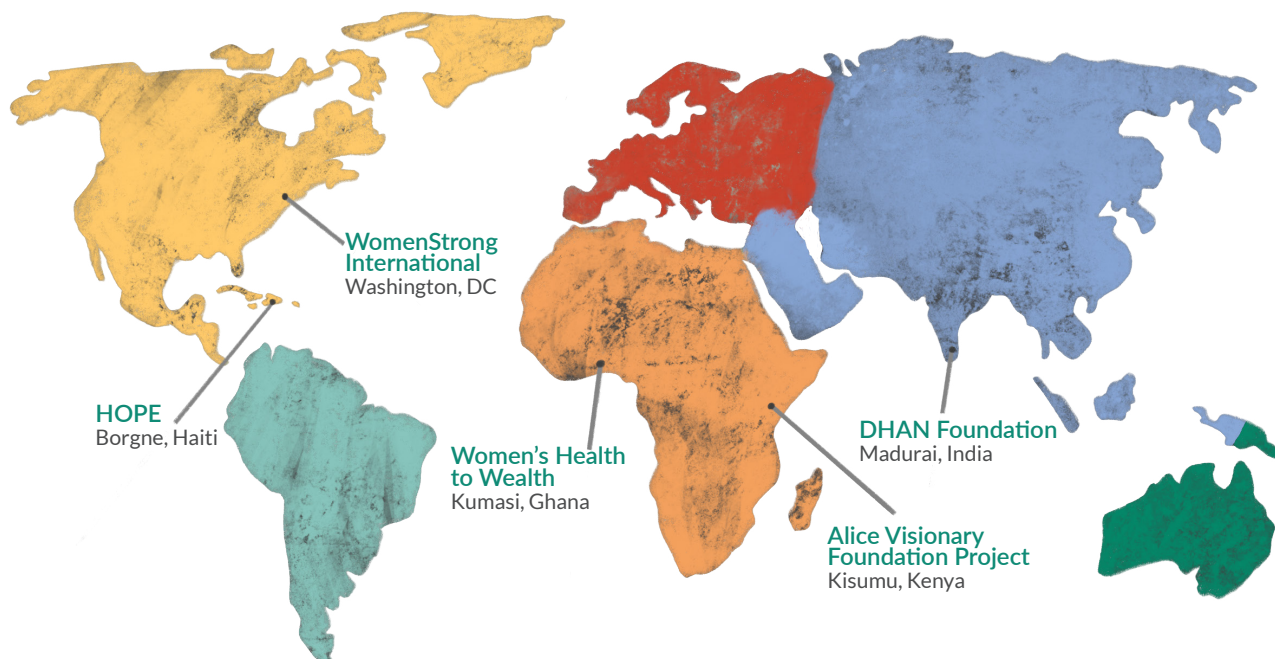 WomenStrong
International
Washington, DC
HOPE
Borgne, Haiti
Women’s Health
to Wealth
Kumasi, Ghana
DHAN Foundation
Madurai, India
Alice Visionary
Foundation Project
Kisumu, Kenya